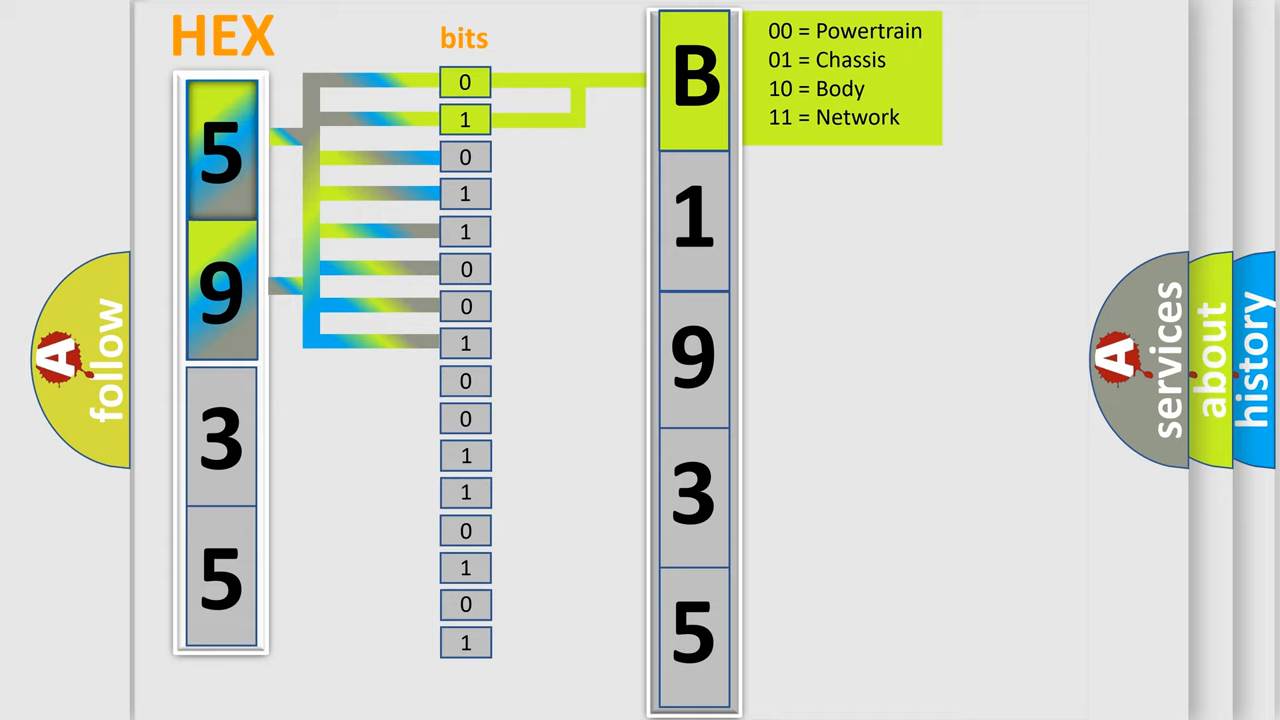 HEX
bits
5
9
3
5
0
1
0
1
1
0
0
1
0
0
1
1
0
1
0
1
B
1
9
3
5
00 = Powertrain
01 = Chassis
10 = Body
11 = Network
A
follow
A
services
about
history